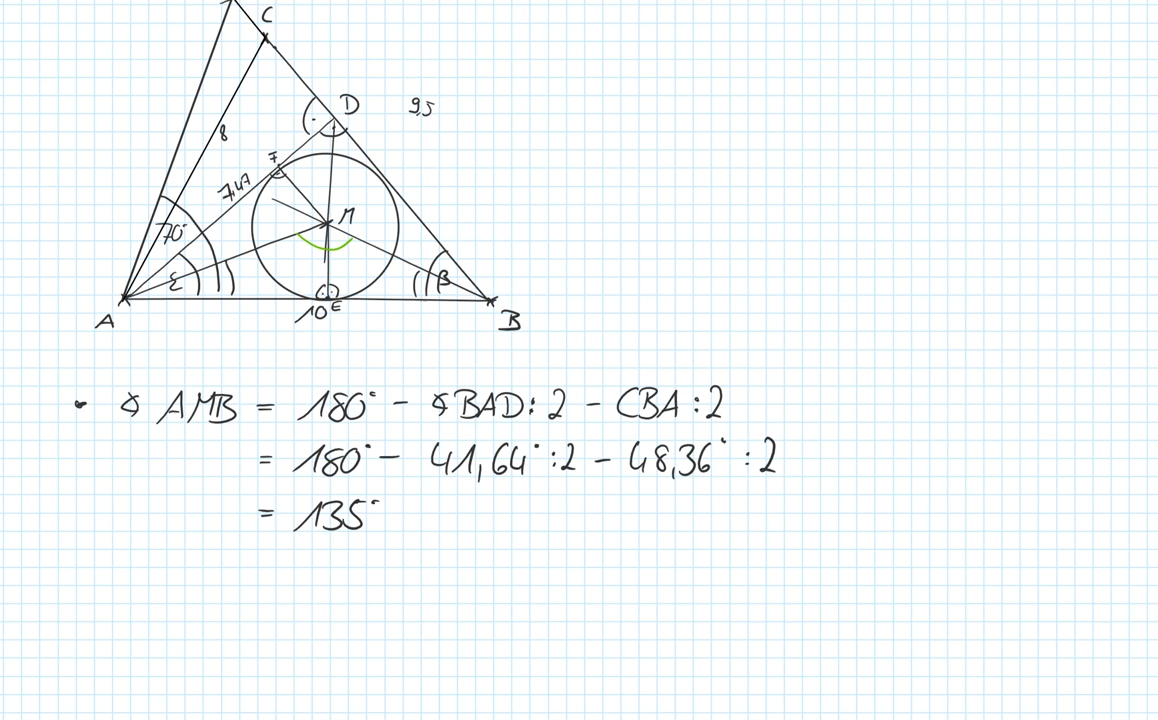 C
D
9,5
8
F
7,47
M
70°
ε
β
A
10
E
B
• ∢ AMB = 180° - ∢BAD : 2 - CBA : 2
= 180° - 41,64° : 2 - 48,36° : 2
= 135°